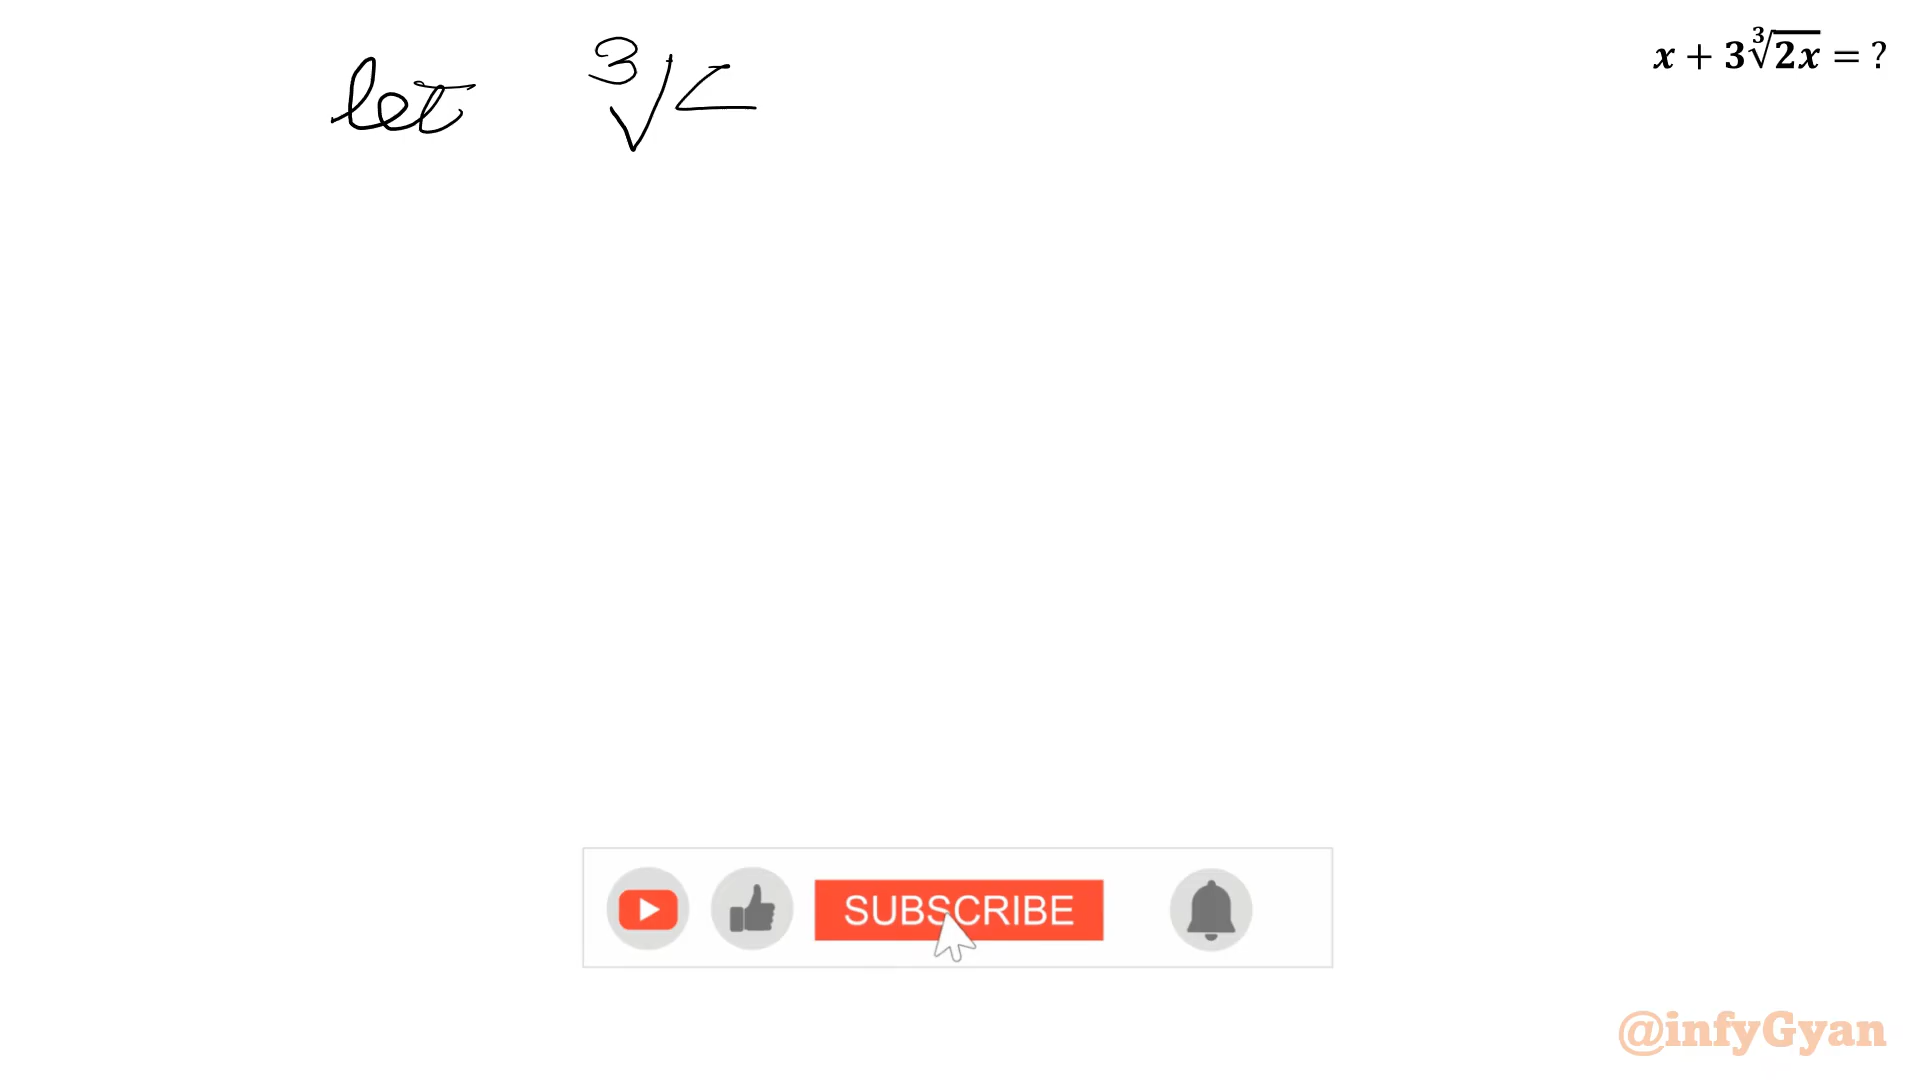 x + 3∛2x = ?
let ∛
SUBSCRIBE
@infyGyan